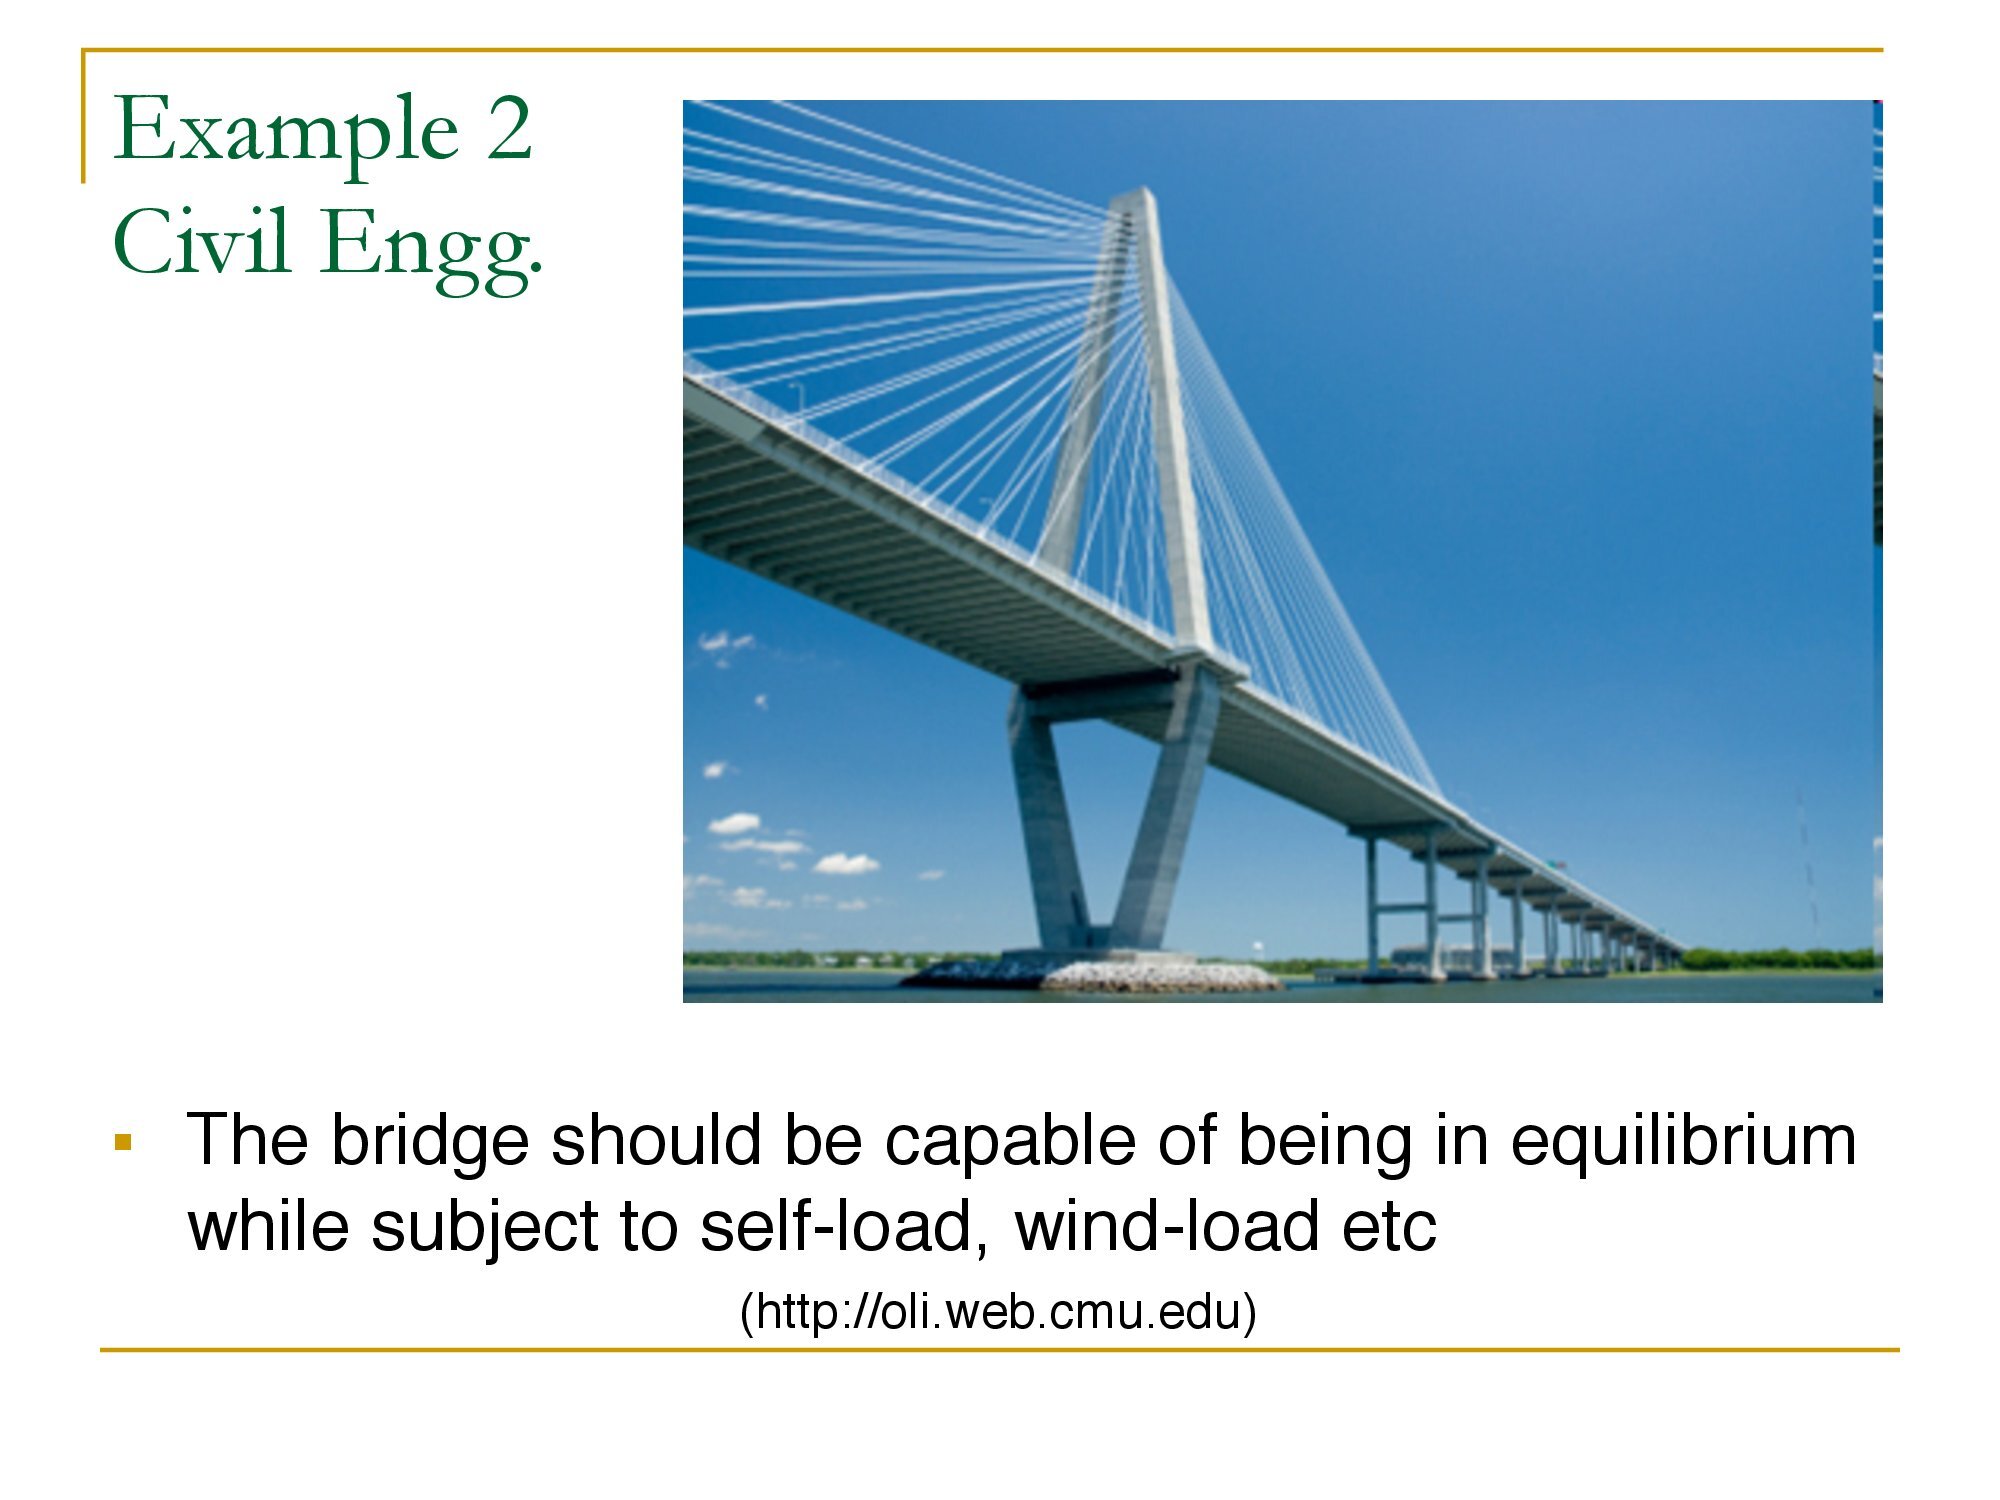 Example 2
Civil Engg.
▪ The bridge should be capable of being in equilibrium
while subject to self-load, wind-load etc
(http://oli.web.cmu.edu)